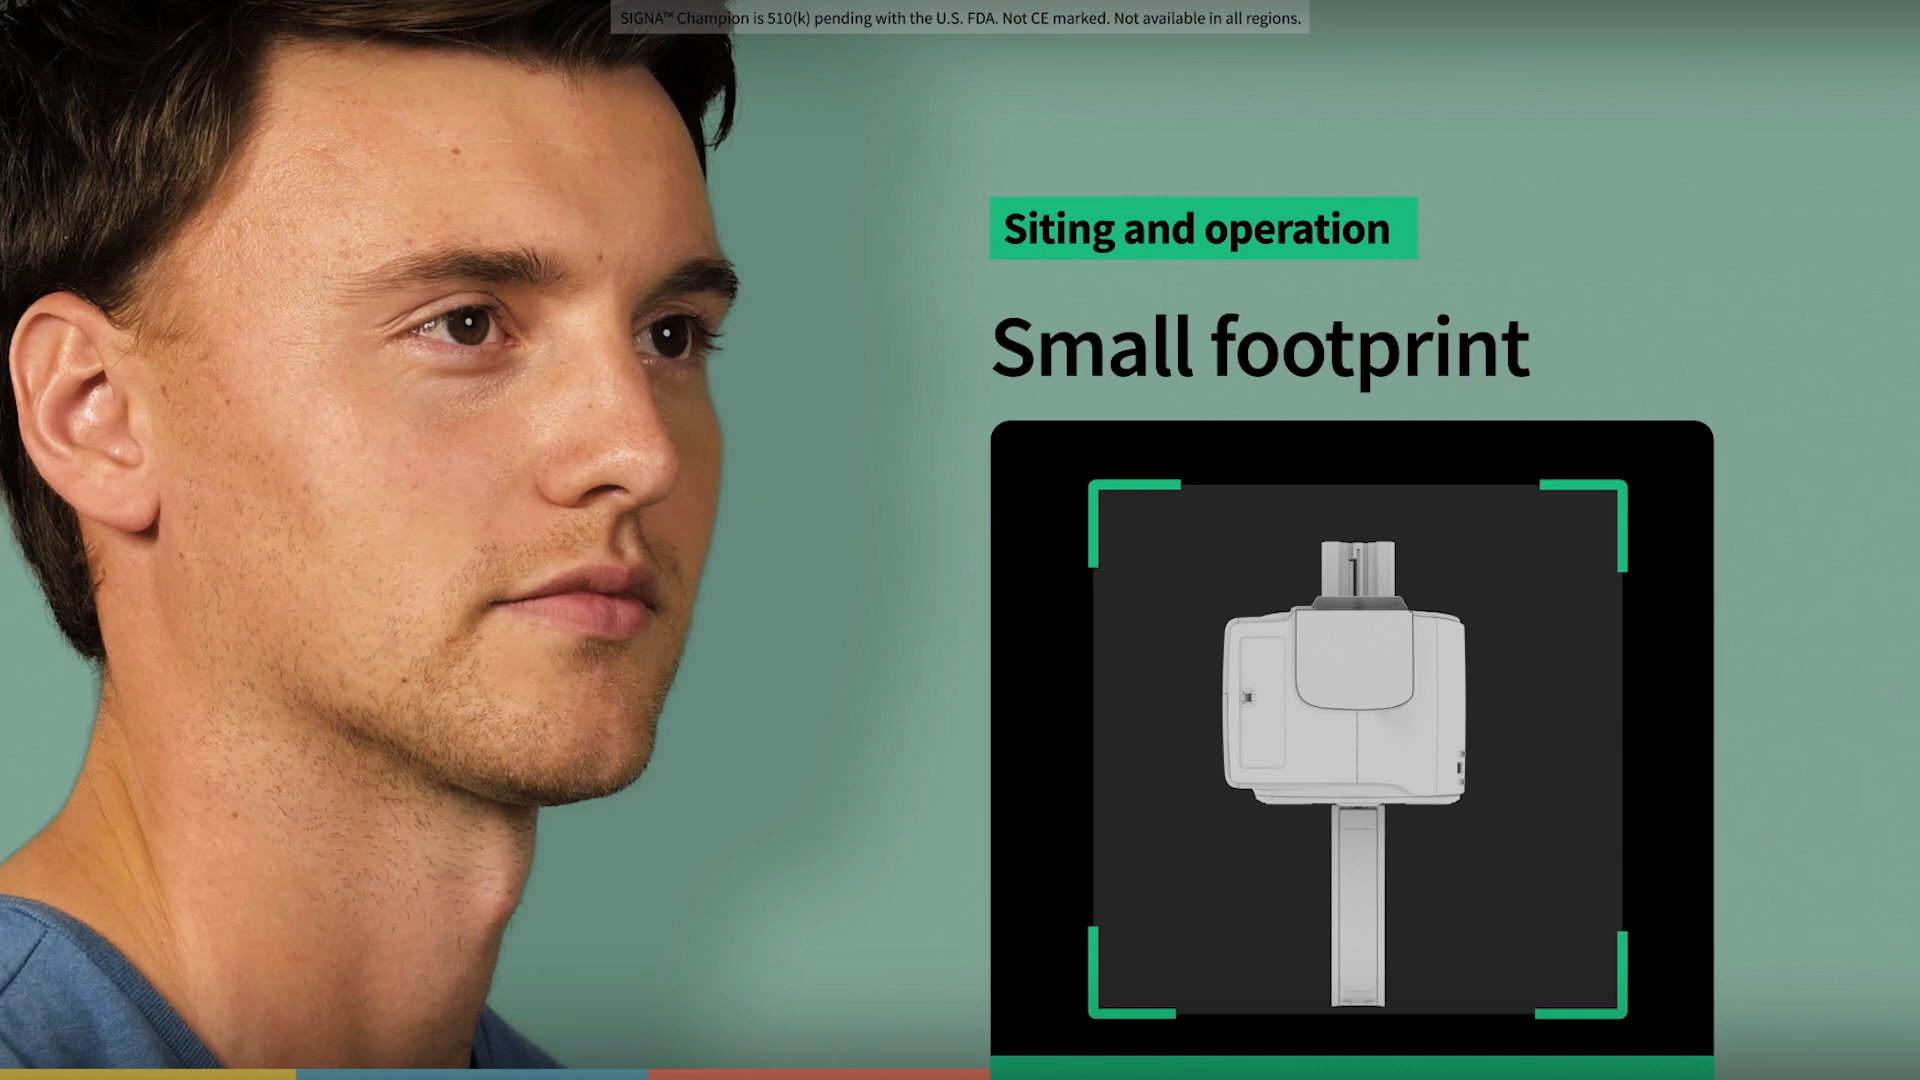 SIGNA™ Champion is 510(k) pending with the U.S. FDA. Not CE marked. Not available in all regions.
Siting and operation
Small footprint